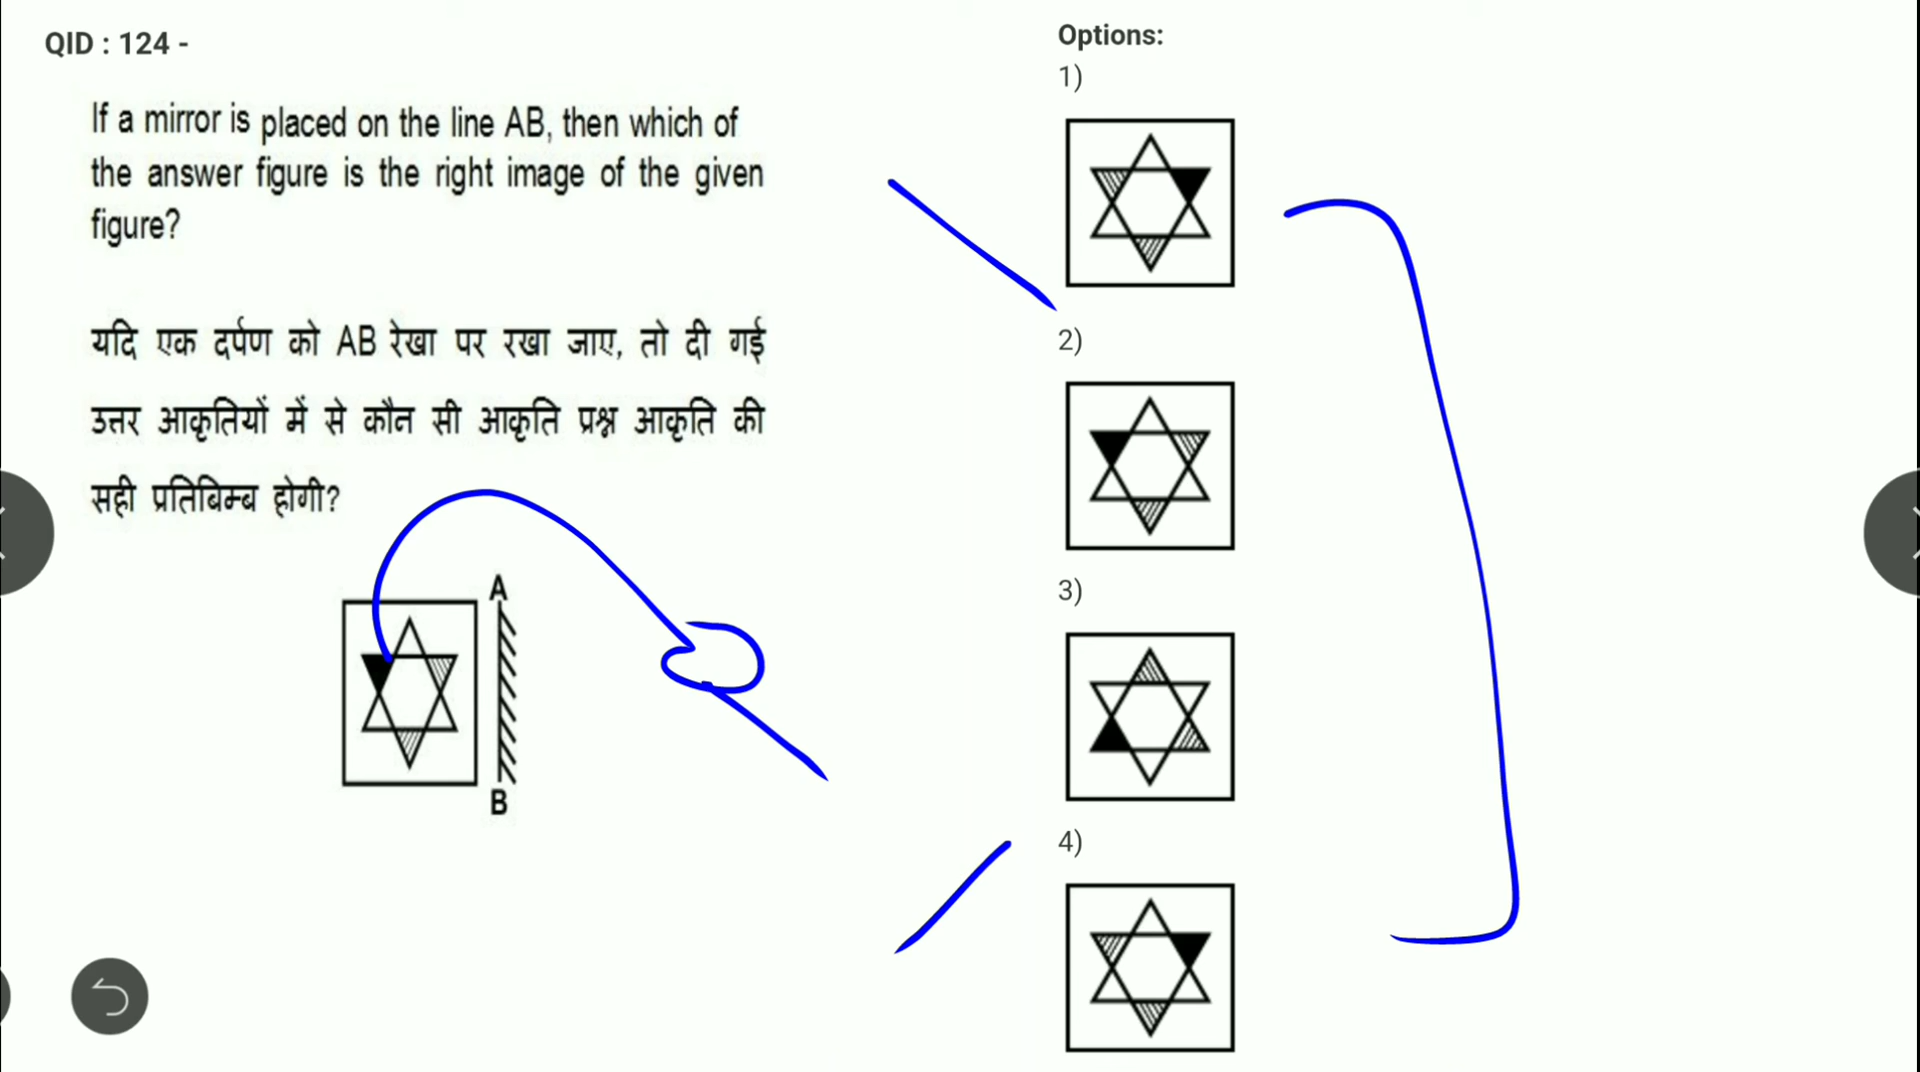 QID : 124 -
If a mirror is placed on the line AB, then which of
the answer figure is the right image of the given
figure?
यदि एक दर्पण को AB रेखा पर रखा जाए, तो दी गई
उत्तर आकृतियों में से कौन सी आकृति प्रश्न आकृति की
सही प्रतिबिम्ब होगी?
A
B
Options:
1)
2)
3)
4)